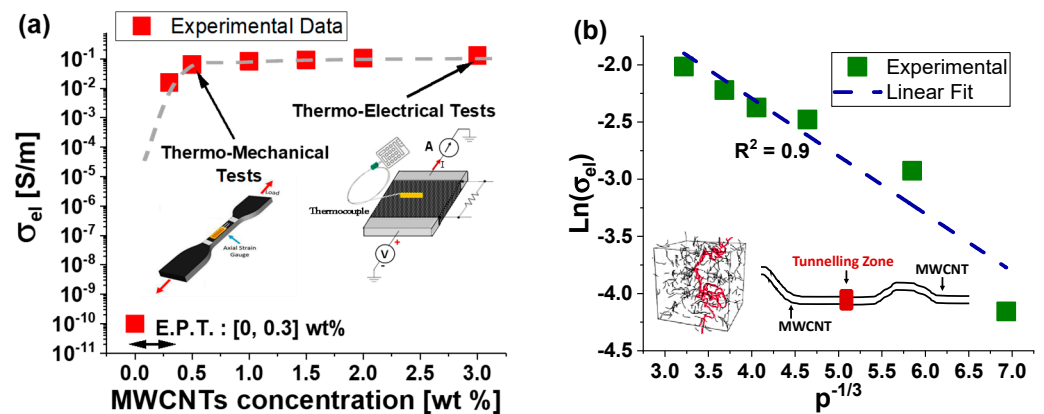 (a)
Experimental Data
σel [S/m]
10⁻¹
10⁻²
10⁻³
10⁻⁴
10⁻⁵
10⁻⁶
10⁻⁷
10⁻⁸
10⁻⁹
10⁻¹⁰
10⁻¹¹
Thermo-Electrical Tests
Thermo-Mechanical
Tests
Load
Axial Strain
Gauge
A
I
Thermocouple
V
+
-
E.P.T. : [0, 0.3] wt%
0.0 0.5 1.0 1.5 2.0 2.5 3.0
MWCNTs concentration [wt %]
(b)
Experimental
Linear Fit
R² = 0.9
Ln(σel)
-2.0
-2.5
-3.0
-3.5
-4.0
-4.5
Tunnelling Zone
MWCNT
MWCNT
3.0 3.5 4.0 4.5 5.0 5.5 6.0 6.5 7.0
p⁻¹/³